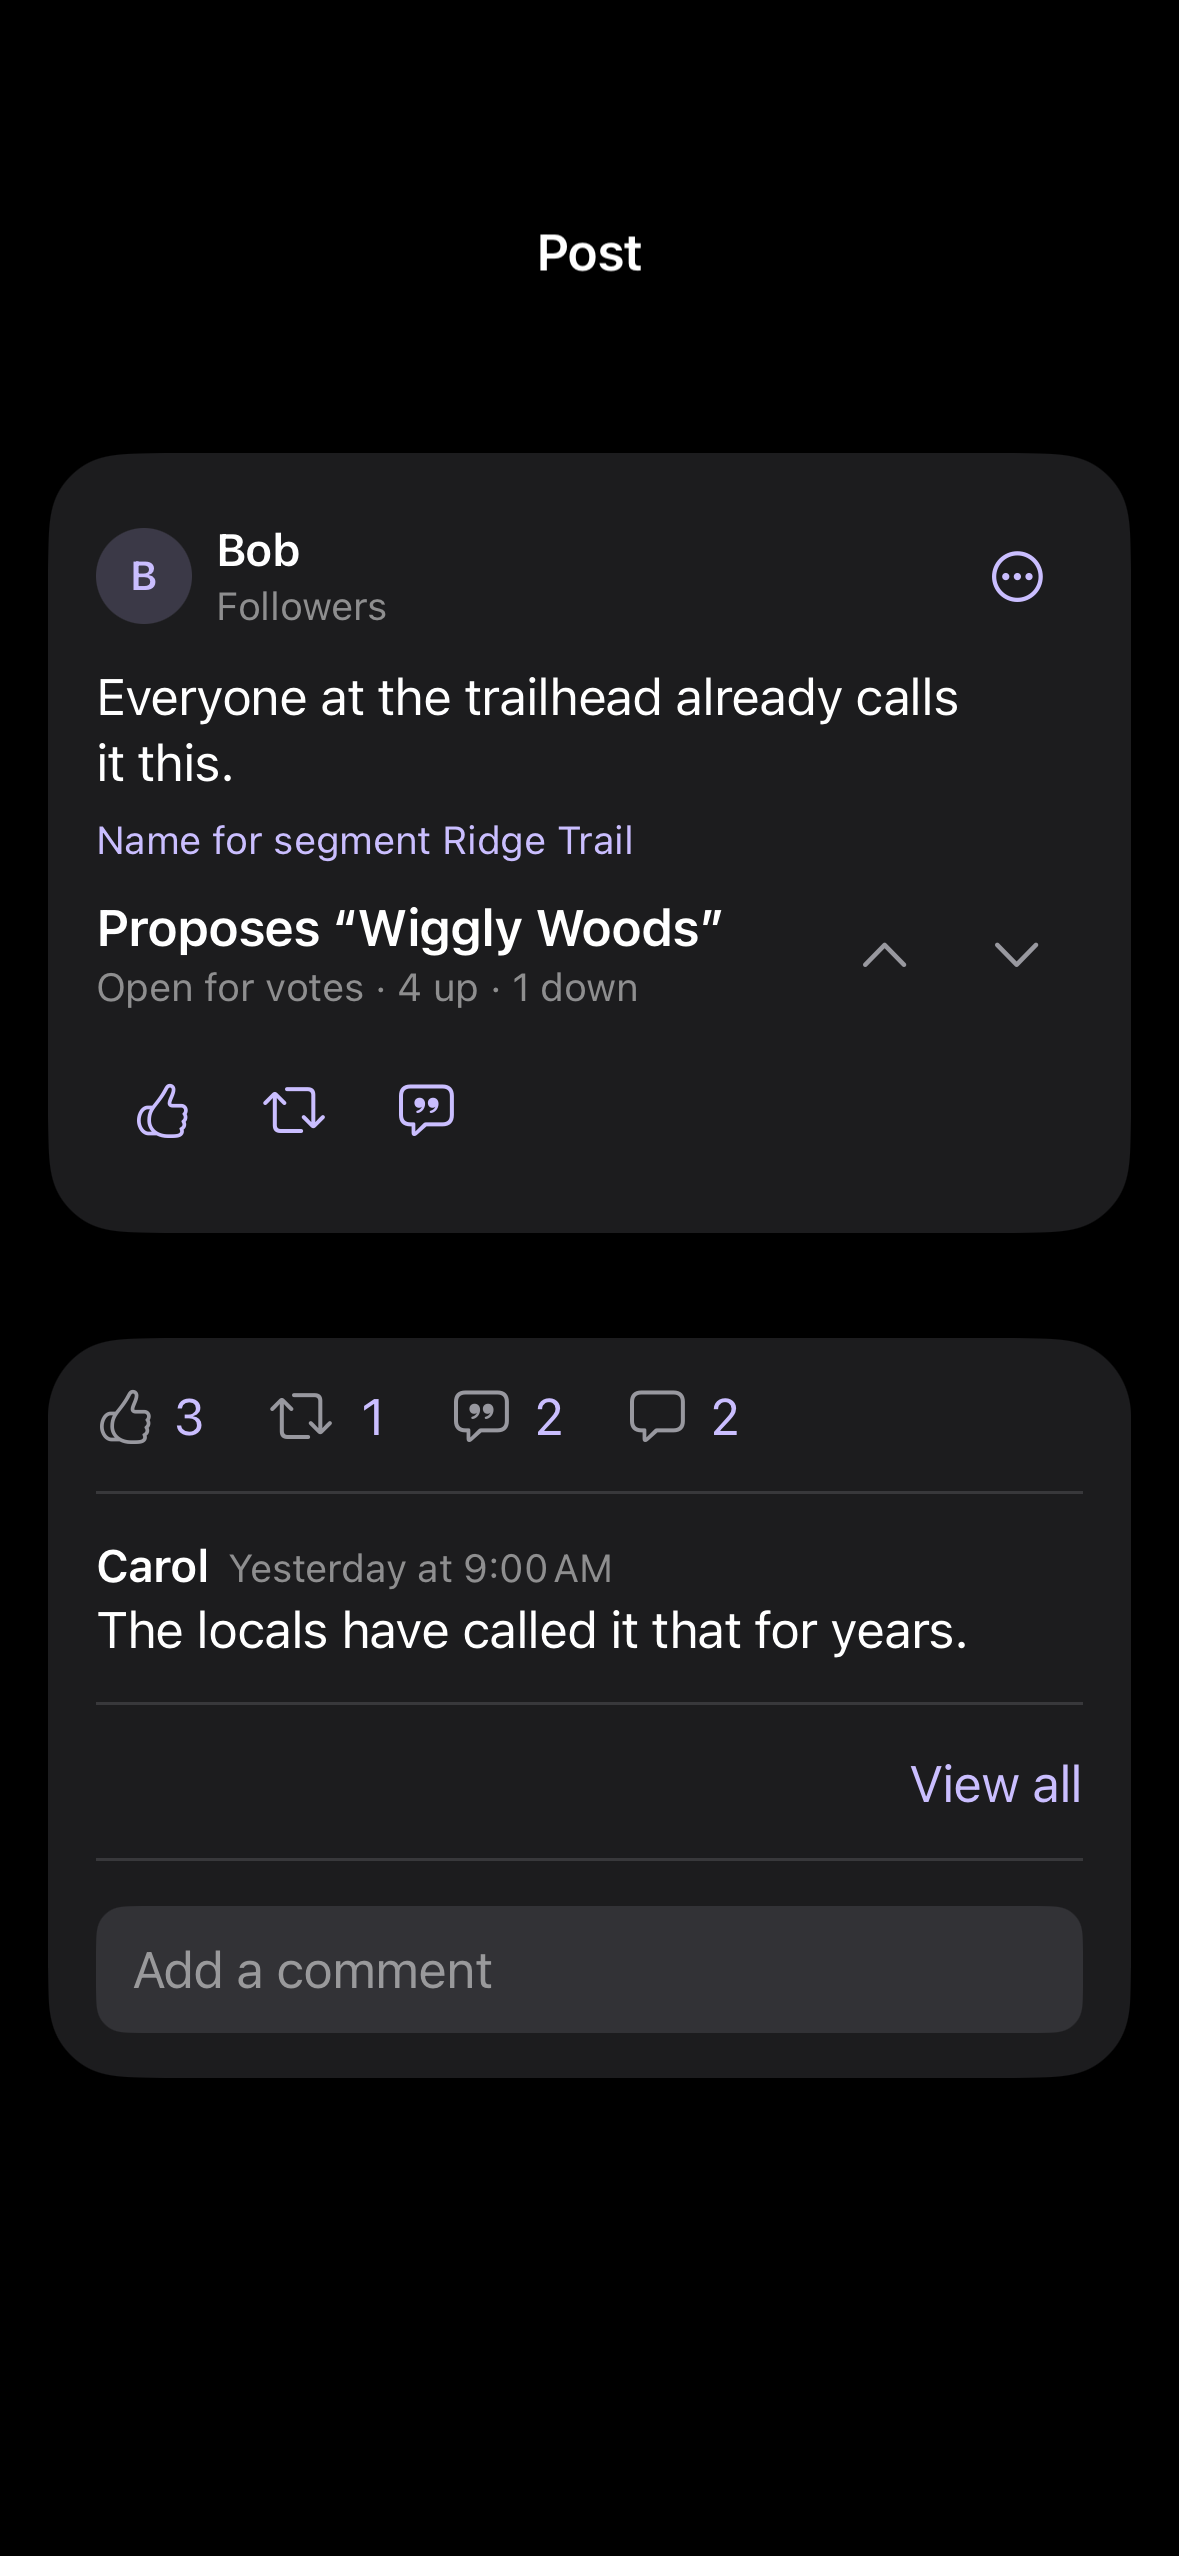 Post
B
Bob
Followers
Everyone at the trailhead already calls
it this.
Name for segment Ridge Trail
Proposes “Wiggly Woods”
Open for votes · 4 up · 1 down
3 1 2 2
Carol Yesterday at 9:00 AM
The locals have called it that for years.
View all
Add a comment